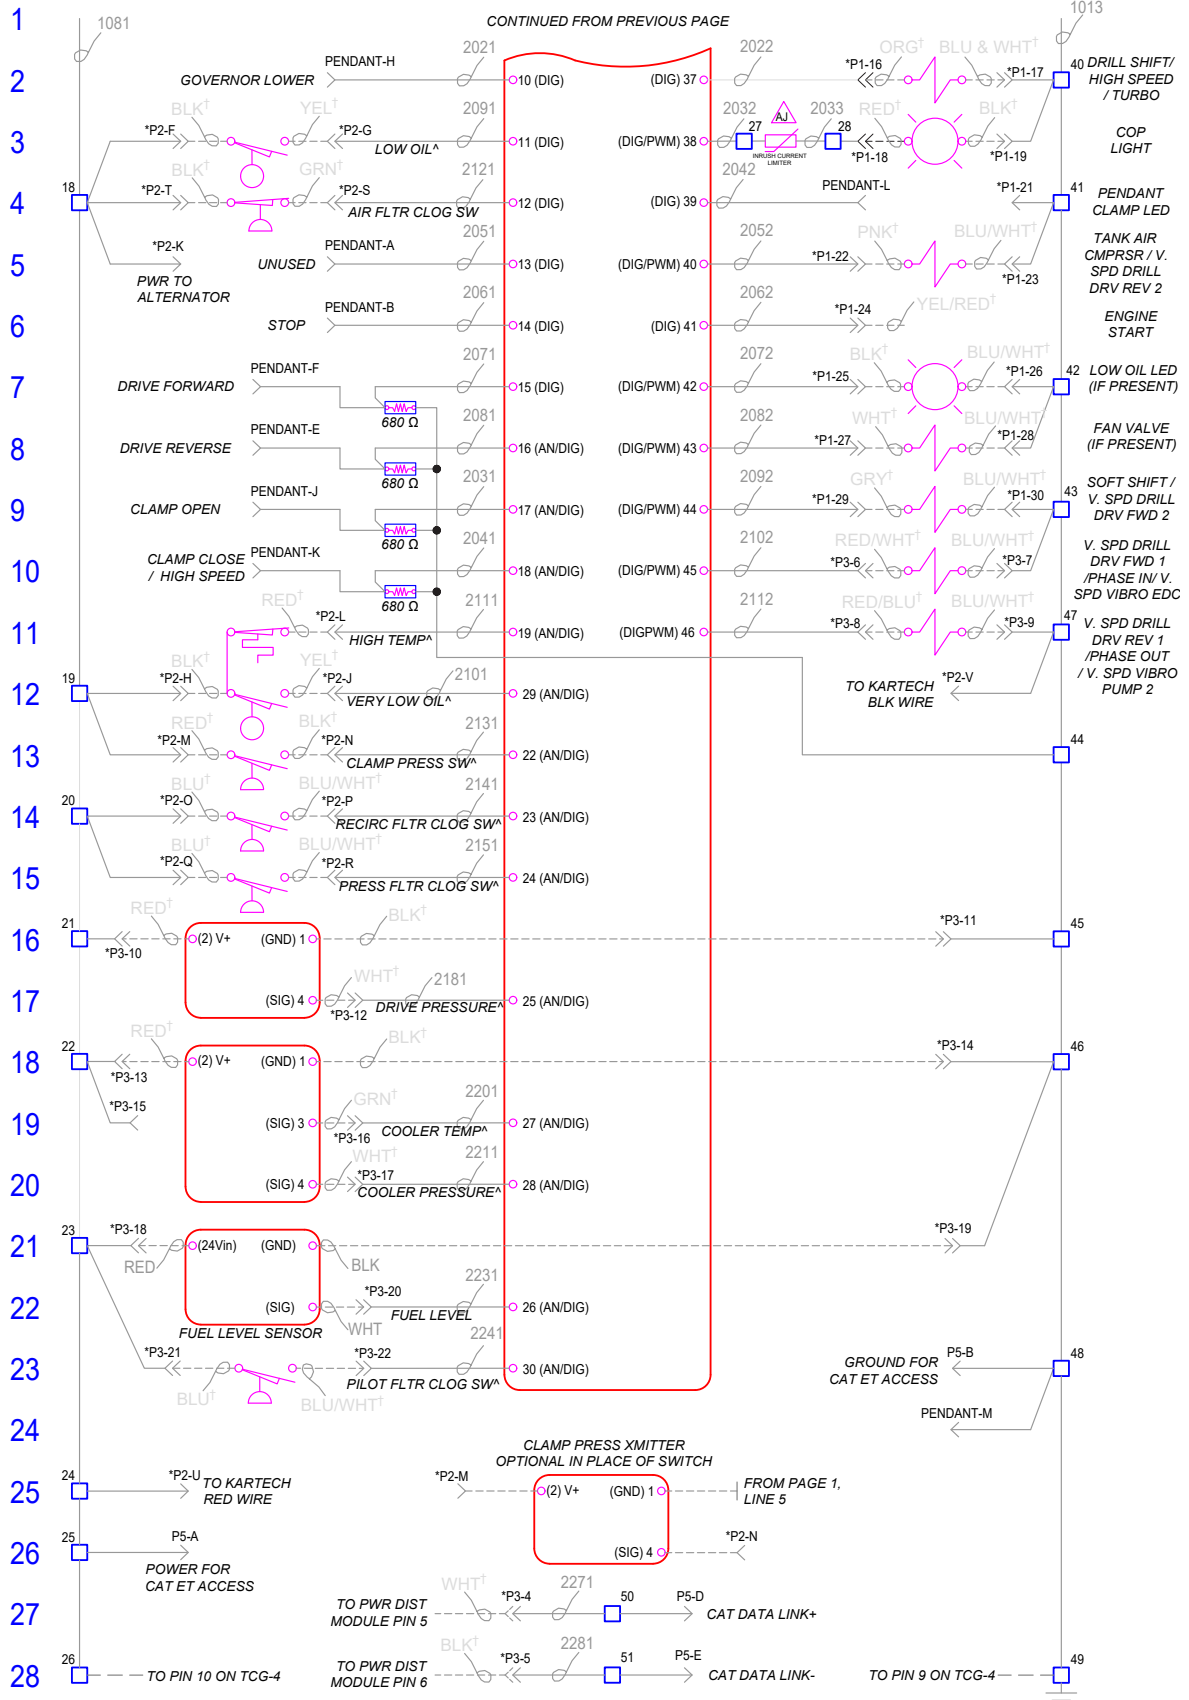 CONTINUED FROM PREVIOUS PAGE
1
1081
1013
2
GOVERNOR LOWER
PENDANT-H
2021
10 (DIG)
(DIG) 37
2022
ORG†
*P1-16
BLU & WHT†
*P1-17
40
DRILL SHIFT/
HIGH SPEED
/ TURBO
3
*P2-F
BLK†
YEL†
*P2-G
LOW OIL^
2091
11 (DIG)
(DIG/PWM) 38
2032
27
AJ
INRUSH CURRENT
LIMITER
2033
28
RED†
*P1-18
BLK†
*P1-19
COP
LIGHT
4
18
*P2-T
BLK†
GRN†
*P2-S
AIR FLTR CLOG SW
2121
12 (DIG)
(DIG) 39
2042
PENDANT-L
*P1-21
41
PENDANT
CLAMP LED
5
*P2-K
PWR TO
ALTERNATOR
UNUSED
PENDANT-A
2051
13 (DIG)
(DIG/PWM) 40
2052
PNK†
*P1-22
BLU/WHT†
*P1-23
TANK AIR
CMPRSR / V.
SPD DRILL
DRV REV 2
6
STOP
PENDANT-B
2061
14 (DIG)
(DIG) 41
2062
*P1-24
YEL/RED†
ENGINE
START
7
DRIVE FORWARD
PENDANT-F
680 Ω
2071
15 (DIG)
(DIG/PWM) 42
2072
BLK†
*P1-25
BLU/WHT†
*P1-26
42
LOW OIL LED
(IF PRESENT)
8
DRIVE REVERSE
PENDANT-E
680 Ω
2081
16 (AN/DIG)
(DIG/PWM) 43
2082
WHT†
*P1-27
BLU/WHT†
*P1-28
FAN VALVE
(IF PRESENT)
9
CLAMP OPEN
PENDANT-J
680 Ω
2031
17 (AN/DIG)
(DIG/PWM) 44
2092
GRY†
*P1-29
BLU/WHT†
*P1-30
43
SOFT SHIFT /
V. SPD DRILL
DRV FWD 2
10
CLAMP CLOSE
/ HIGH SPEED
PENDANT-K
680 Ω
2041
18 (AN/DIG)
(DIG/PWM) 45
2102
RED/WHT†
*P3-6
BLU/WHT†
*P3-7
V. SPD DRILL
DRV FWD 1
/PHASE IN/ V.
SPD VIBRO EDC
11
RED†
*P2-L
HIGH TEMP^
2111
19 (AN/DIG)
(DIGPWM) 46
2112
RED/BLU†
*P3-8
BLU/WHT†
*P3-9
47
V. SPD DRILL
DRV REV 1
/PHASE OUT
/ V. SPD VIBRO
PUMP 2
12
19
BLK†
*P2-H
YEL†
*P2-J
VERY LOW OIL^
2101
29 (AN/DIG)
TO KARTECH
BLK WIRE
*P2-V
13
RED†
*P2-M
BLK†
*P2-N
CLAMP PRESS SW^
2131
22 (AN/DIG)
44
14
20
BLU†
*P2-O
BLU/WHT†
*P2-P
RECIRC FLTR CLOG SW^
2141
23 (AN/DIG)
15
BLU†
*P2-Q
BLU/WHT†
*P2-R
PRESS FLTR CLOG SW^
2151
24 (AN/DIG)
16
21
RED†
*P3-10
(2) V+
(GND) 1
BLK†
*P3-11
45
17
(SIG) 4
WHT†
*P3-12
2181
DRIVE PRESSURE^
25 (AN/DIG)
18
22
RED†
*P3-13
(2) V+
(GND) 1
BLK†
*P3-14
46
19
*P3-15
(SIG) 3
GRN†
*P3-16
COOLER TEMP^
2201
27 (AN/DIG)
20
(SIG) 4
WHT†
*P3-17
COOLER PRESSURE^
2211
28 (AN/DIG)
21
23
*P3-18
RED
(24Vin)
(GND)
BLK
*P3-19
22
(SIG)
WHT
*P3-20
FUEL LEVEL
2231
26 (AN/DIG)
FUEL LEVEL SENSOR
23
*P3-21
BLU†
BLU/WHT†
*P3-22
PILOT FLTR CLOG SW^
2241
30 (AN/DIG)
GROUND FOR
CAT ET ACCESS
P5-B
48
24
PENDANT-M
CLAMP PRESS XMITTER
OPTIONAL IN PLACE OF SWITCH
25
24
*P2-U
TO KARTECH
RED WIRE
*P2-M
(2) V+
(GND) 1
FROM PAGE 1,
LINE 5
26
25
P5-A
POWER FOR
CAT ET ACCESS
(SIG) 4
*P2-N
27
TO PWR DIST
MODULE PIN 5
WHT†
*P3-4
2271
50
P5-D
CAT DATA LINK+
28
26
TO PIN 10 ON TCG-4
TO PWR DIST
MODULE PIN 6
BLK†
*P3-5
2281
51
P5-E
CAT DATA LINK-
TO PIN 9 ON TCG-4
49